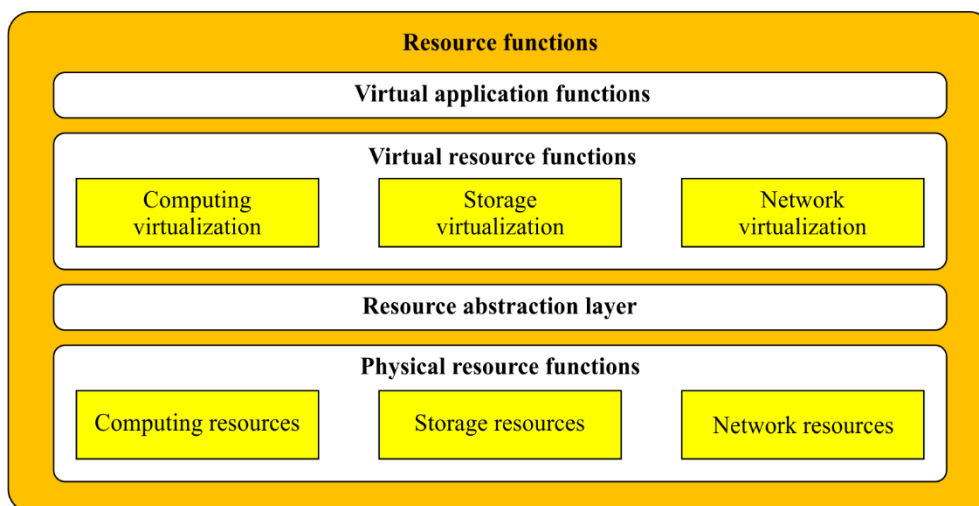 Resource functions
Virtual application functions
Virtual resource functions
Computing
virtualization
Storage
virtualization
Network
virtualization
Resource abstraction layer
Physical resource functions
Computing resources
Storage resources
Network resources